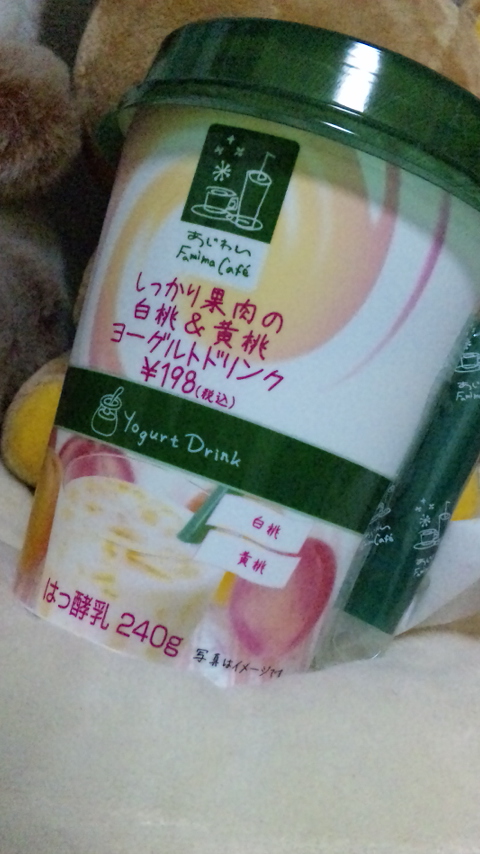 あじわい
Famima Café
しっかり果肉の
白桃&黄桃
ヨーグルトドリンク
¥198(税込)
Yogurt Drink
白桃
黄桃
はっ酵乳 240g
写真はイメージです